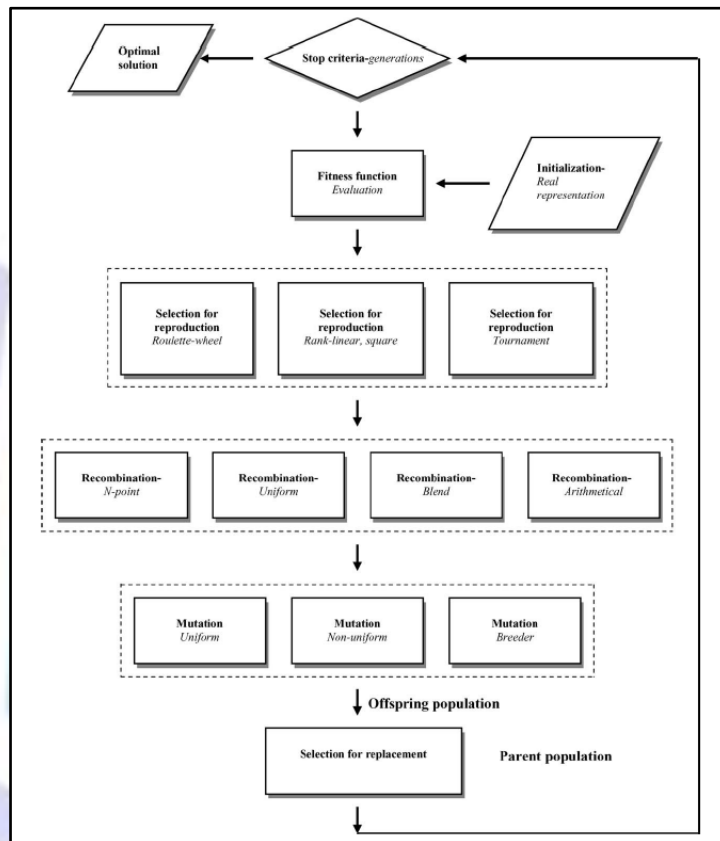 Optimal
solution
Stop criteria-generations
Fitness function
Evaluation
Initialization-
Real
representation
Selection for
reproduction
Roulette-wheel
Selection for
reproduction
Rank-linear, square
Selection for
reproduction
Tournament
Recombination-
N-point
Recombination-
Uniform
Recombination-
Blend
Recombination-
Arithmetical
Mutation
Uniform
Mutation
Non-uniform
Mutation
Breeder
Offspring population
Selection for replacement
Parent population